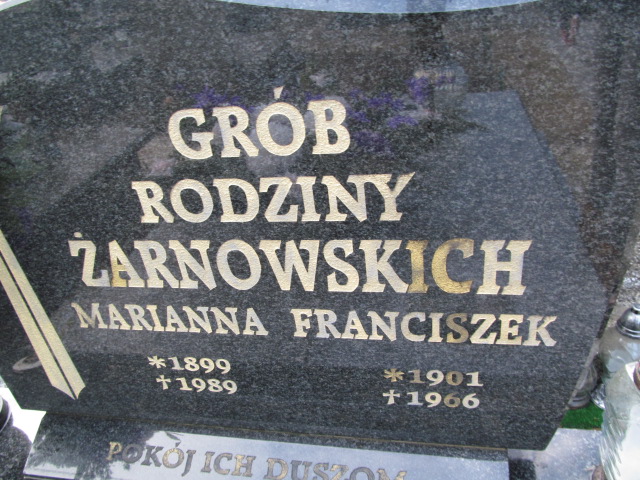 GRÓB
RODZINY
ŻARNOWSKICH
MARIANNA FRANCISZEK
*1899 *1901
†1989 †1966
POKÓJ ICH DUSZOM